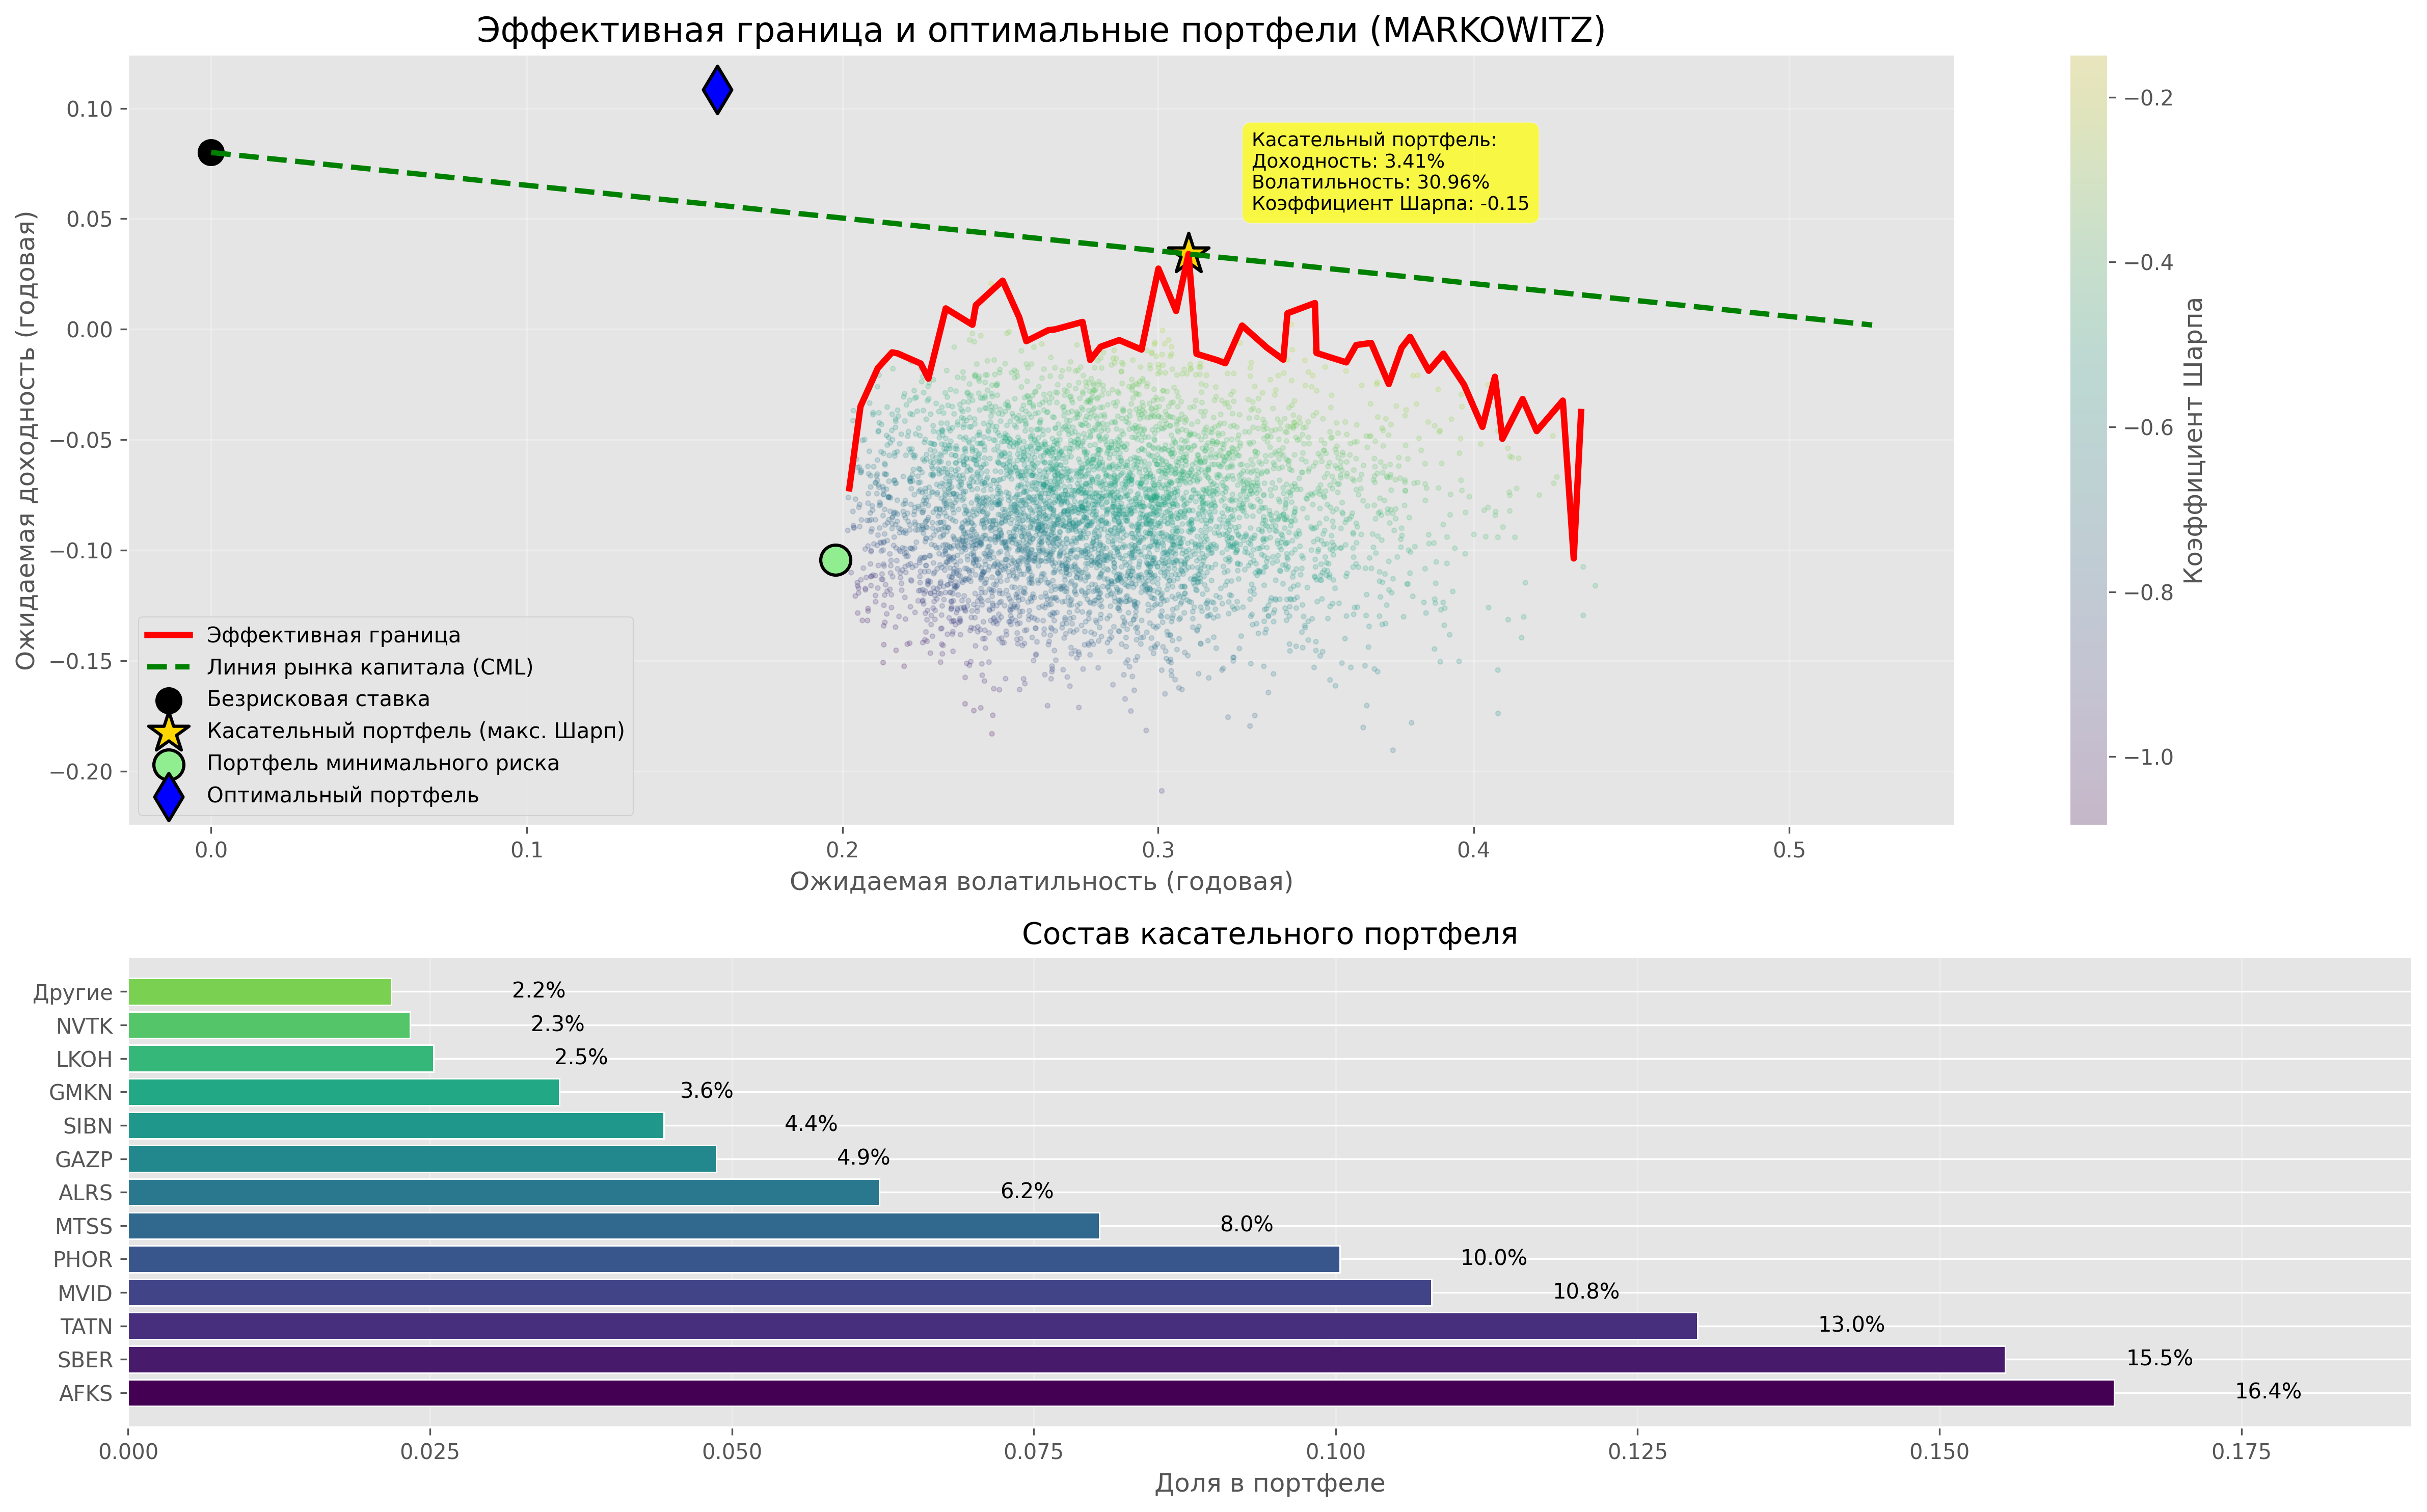 Эффективная граница и оптимальные портфели (MARKOWITZ)
Ожидаемая доходность (годовая)
0.10
0.05
0.00
−0.05
−0.10
−0.15
−0.20
Касательный портфель:
Доходность: 3.41%
Волатильность: 30.96%
Коэффициент Шарпа: -0.15
Эффективная граница
Линия рынка капитала (CML)
Безрисковая ставка
Касательный портфель (макс. Шарп)
Портфель минимального риска
Оптимальный портфель
0.0 0.1 0.2 0.3 0.4 0.5
Ожидаемая волатильность (годовая)
−0.2
−0.4
−0.6
−0.8
−1.0
Коэффициент Шарпа
Состав касательного портфеля
Другие 2.2%
NVTK 2.3%
LKOH 2.5%
GMKN 3.6%
SIBN 4.4%
GAZP 4.9%
ALRS 6.2%
MTSS 8.0%
PHOR 10.0%
MVID 10.8%
TATN 13.0%
SBER 15.5%
AFKS 16.4%
0.000 0.025 0.050 0.075 0.100 0.125 0.150 0.175
Доля в портфеле